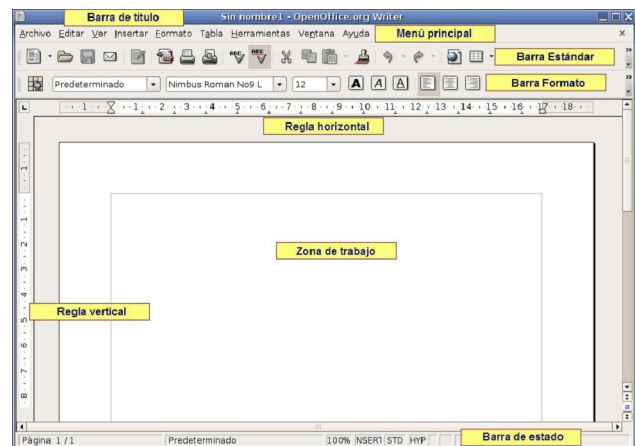 Barra de título Sin nombre1 - OpenOffice.org Writer
Archivo Editar Ver Insertar Formato Tabla Herramientas Ventana Ayuda Menú principal
Barra Estándar
Predeterminado Nimbus Roman No9 L 12 A A A Barra Formato
1 1 2 3 4 5 6 7 8 9 10 11 12 13 14 15 16 17 18
Regla horizontal
Zona de trabajo
Regla vertical
1 1 2 3 4 5 6 7 8
Página 1 / 1 Predeterminado 100% INSERT STD HYP Barra de estado